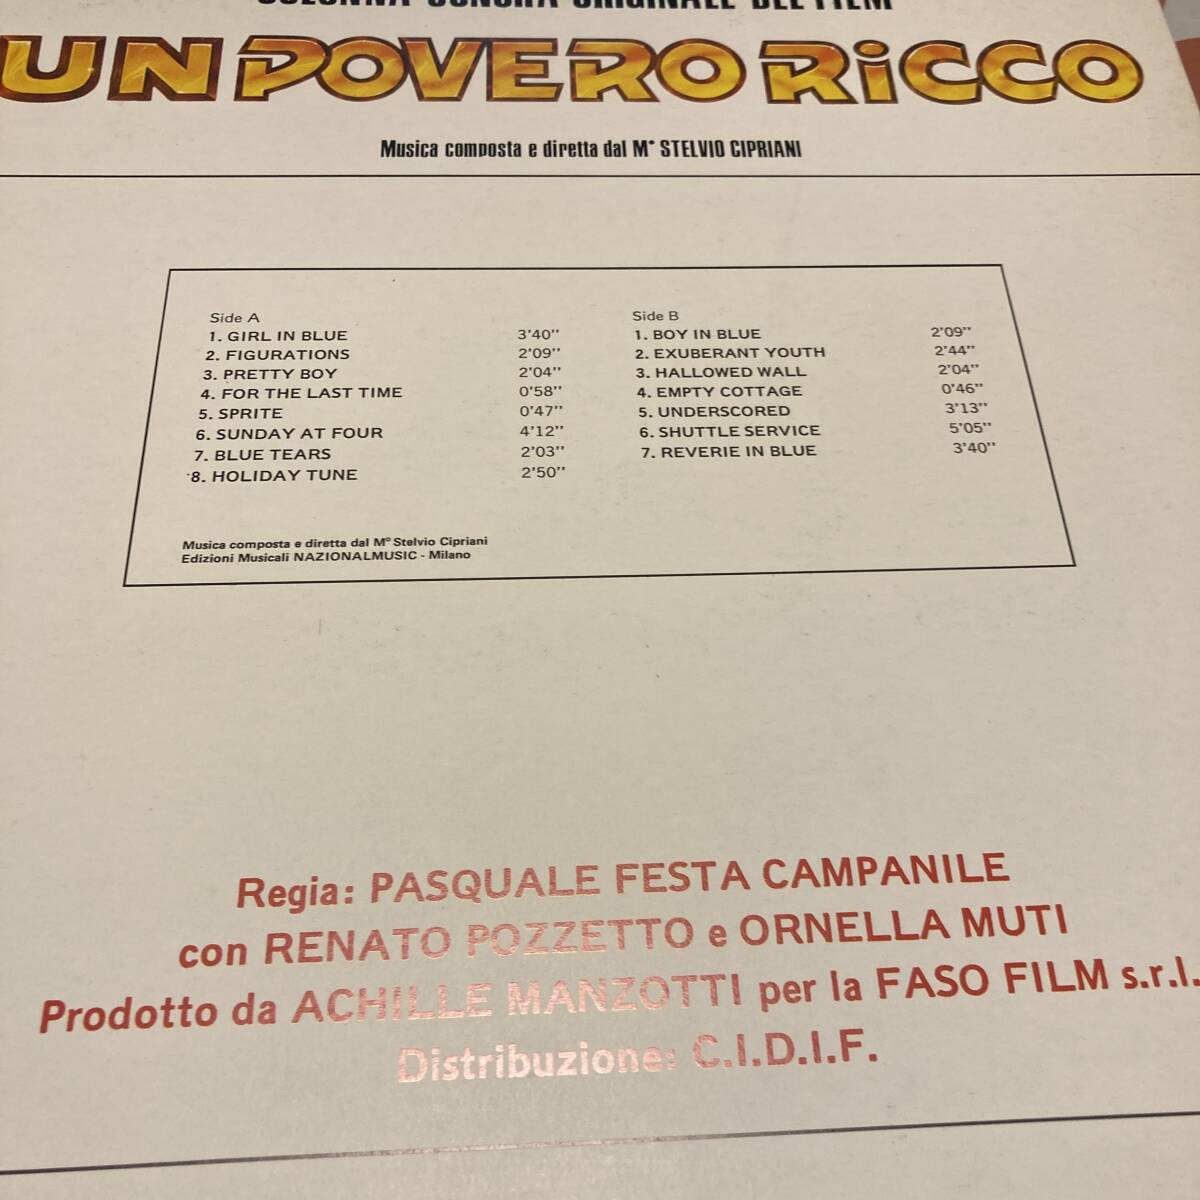 COLONNA SONORA ORIGINALE DEL FILM
UN POVERO RiCCO
Musica composta e diretta dal M° STELVIO CIPRIANI
Side A
1. GIRL IN BLUE 3'40''
2. FIGURATIONS 2'09''
3. PRETTY BOY 2'04''
4. FOR THE LAST TIME 0'58''
5. SPRITE 0'47''
6. SUNDAY AT FOUR 4'12''
7. BLUE TEARS 2'03''
8. HOLIDAY TUNE 2'50''
Side B
1. BOY IN BLUE 2'09''
2. EXUBERANT YOUTH 2'44''
3. HALLOWED WALL 2'04''
4. EMPTY COTTAGE 0'46''
5. UNDERSCORED 3'13''
6. SHUTTLE SERVICE 5'05''
7. REVERIE IN BLUE 3'40''
Musica composta e diretta dal M° Stelvio Cipriani
Edizioni Musicali NAZIONALMUSIC - Milano
Regia: PASQUALE FESTA CAMPANILE
con RENATO POZZETTO e ORNELLA MUTI
Prodotto da ACHILLE MANZOTTI per la FASO FILM s.r.l.
Distribuzione: C.I.D.I.F.